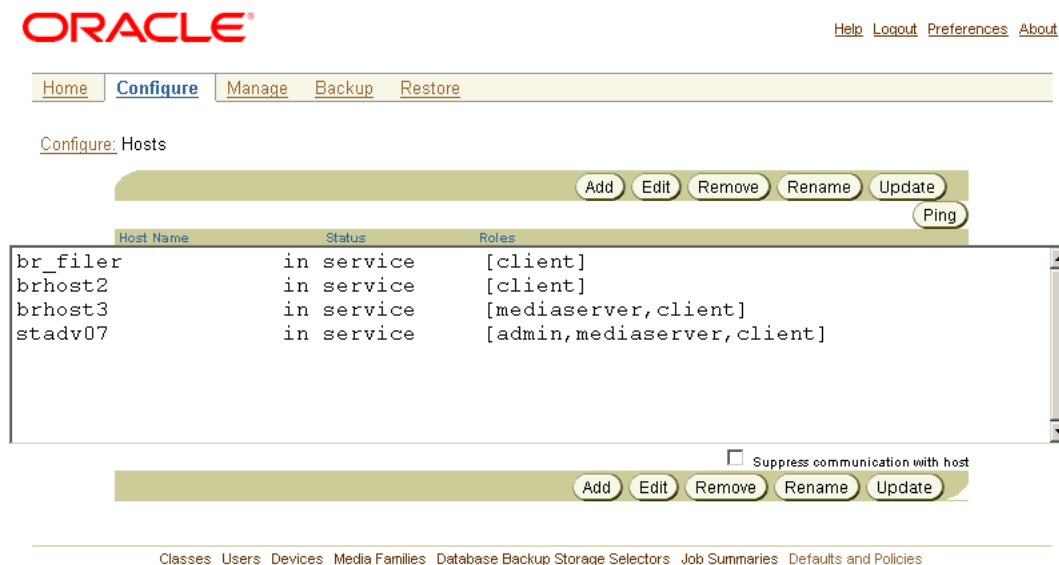 ORACLE
Help Logout Preferences About
Home Configure Manage Backup Restore
Configure: Hosts
Add Edit Remove Rename Update
Ping
Host Name Status Roles
br_filer in service [client]
brhost2 in service [client]
brhost3 in service [mediaserver,client]
stadv07 in service [admin,mediaserver,client]
Suppress communication with host
Add Edit Remove Rename Update
Classes Users Devices Media Families Database Backup Storage Selectors Job Summaries Defaults and Policies